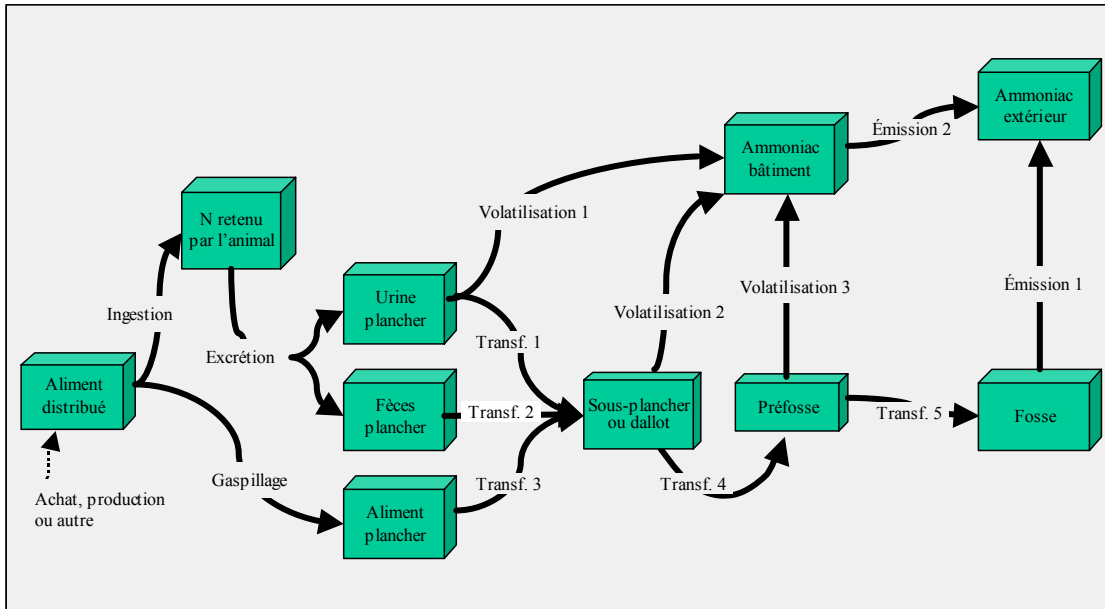 Ammoniac
extérieur
Émission 2
Ammoniac
bâtiment
N retenu
par l'animal
Volatilisation 1
Urine
plancher
Volatilisation 2
Volatilisation 3
Émission 1
Ingestion
Transf. 1
Excrétion
Aliment
distribué
Fèces
plancher
Transf. 2
Sous-plancher
ou dallot
Préfosse
Transf. 5
Fosse
Gaspillage
Transf. 3
Transf. 4
Achat, production
ou autre
Aliment
plancher